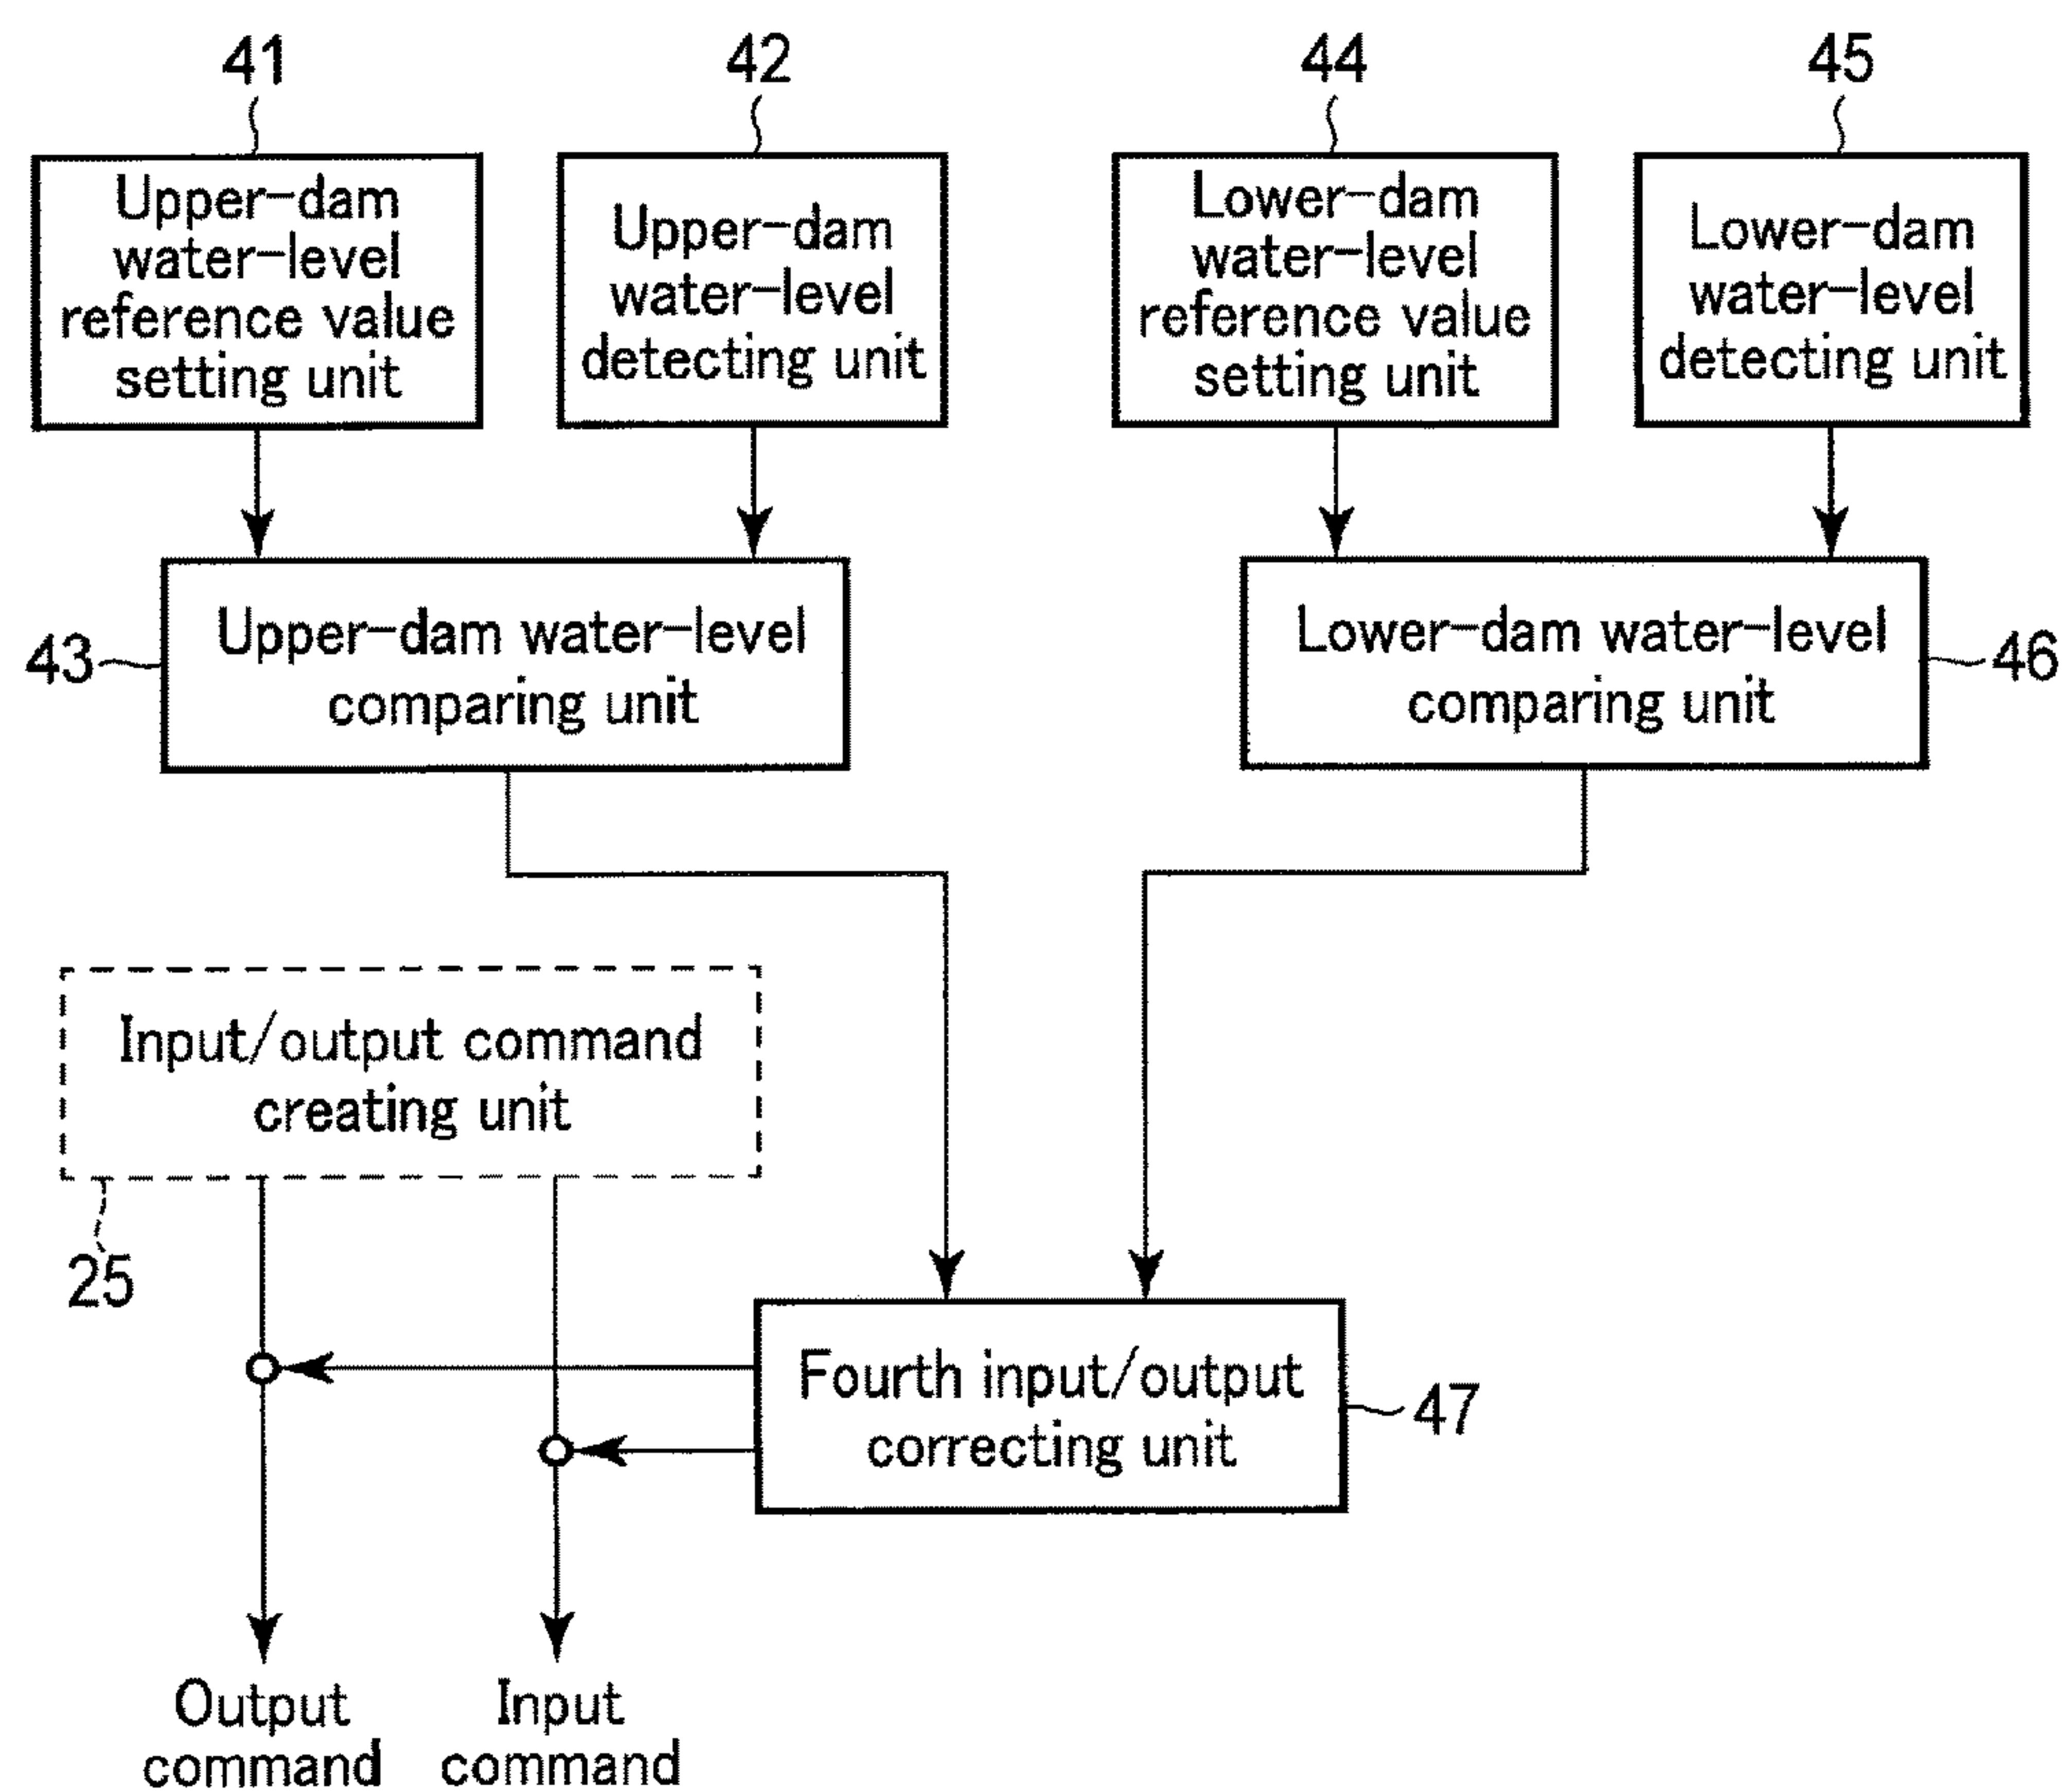 41
42
44
45
Upper-dam
water-level
reference value
setting unit
Upper-dam
water-level
detecting unit
Lower-dam
water-level
reference value
setting unit
Lower-dam
water-level
detecting unit
43
Upper-dam water-level
comparing unit
Lower-dam water-level
comparing unit
46
Input/output command
creating unit
25
Fourth input/output
correcting unit
47
Output
command
Input
command